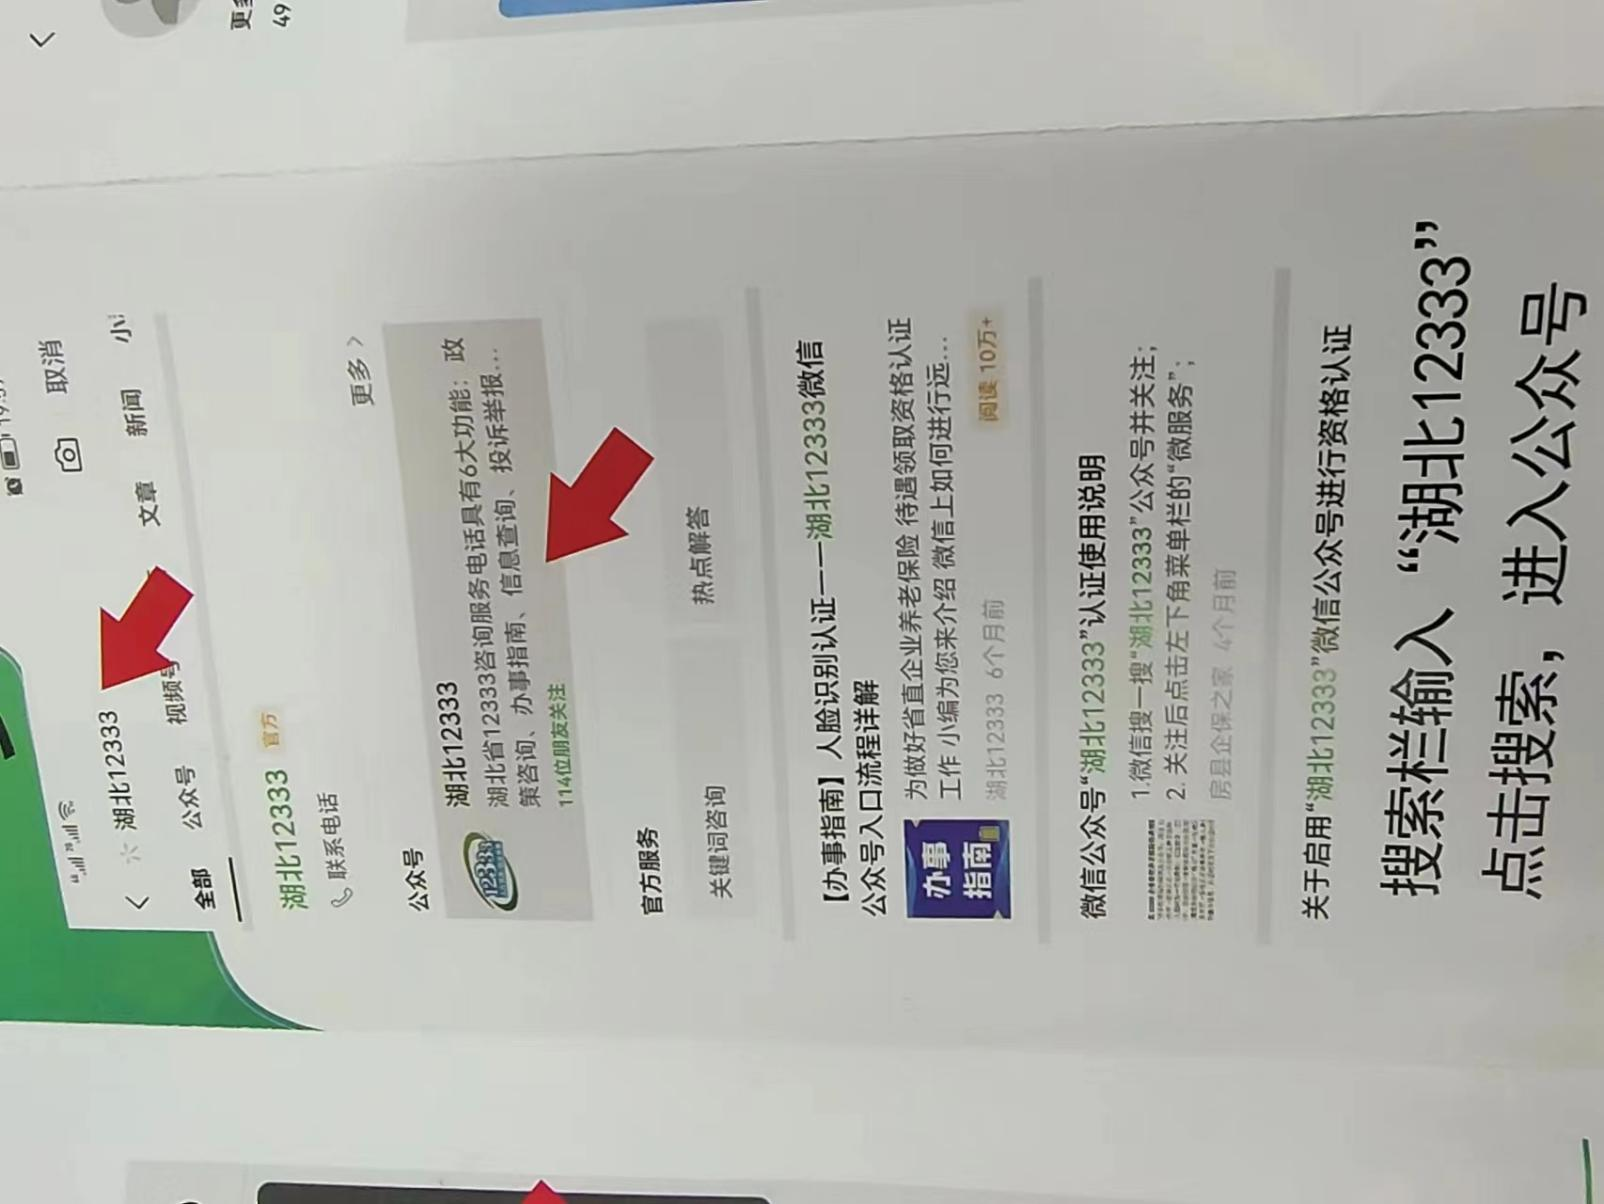 更多
49
取消
湖北12333
全部
公众号
视频号
文章
新闻
湖北12333 官方
联系电话
公众号
更多
湖北12333
湖北省12333咨询服务电话具有6大功能：政
策咨询、办事指南、信息查询、投诉举报…
114位朋友关注
12333
官方服务
关键词咨询
热点解答
【办事指南】人脸识别认证——湖北12333微信
公众号入口流程详解
办事
指南
为做好省直企业养老保险 待遇领取资格认证
工作 小编为您来介绍 微信上如何进行远…
湖北12333 6个月前
阅读 10万+
微信公众号“湖北12333”认证使用说明
1.微信搜一搜“湖北12333”公众号并关注；
2. 关注后点击左下角菜单栏的“微服务”；
房县企保之家 4个月前
关于启用“湖北12333”微信公众号进行资格认证
搜索栏输入“湖北12333”
点击搜索，进入公众号